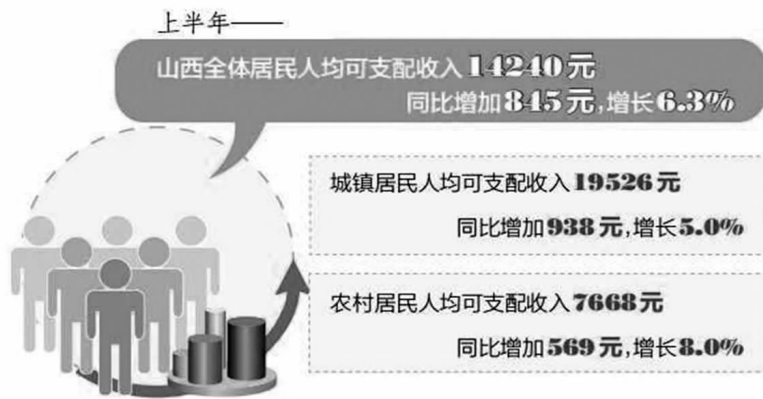 上半年——
山西全体居民人均可支配收入14240元
同比增加845元,增长6.3%
城镇居民人均可支配收入19526元
同比增加938元,增长5.0%
农村居民人均可支配收入7668元
同比增加569元,增长8.0%